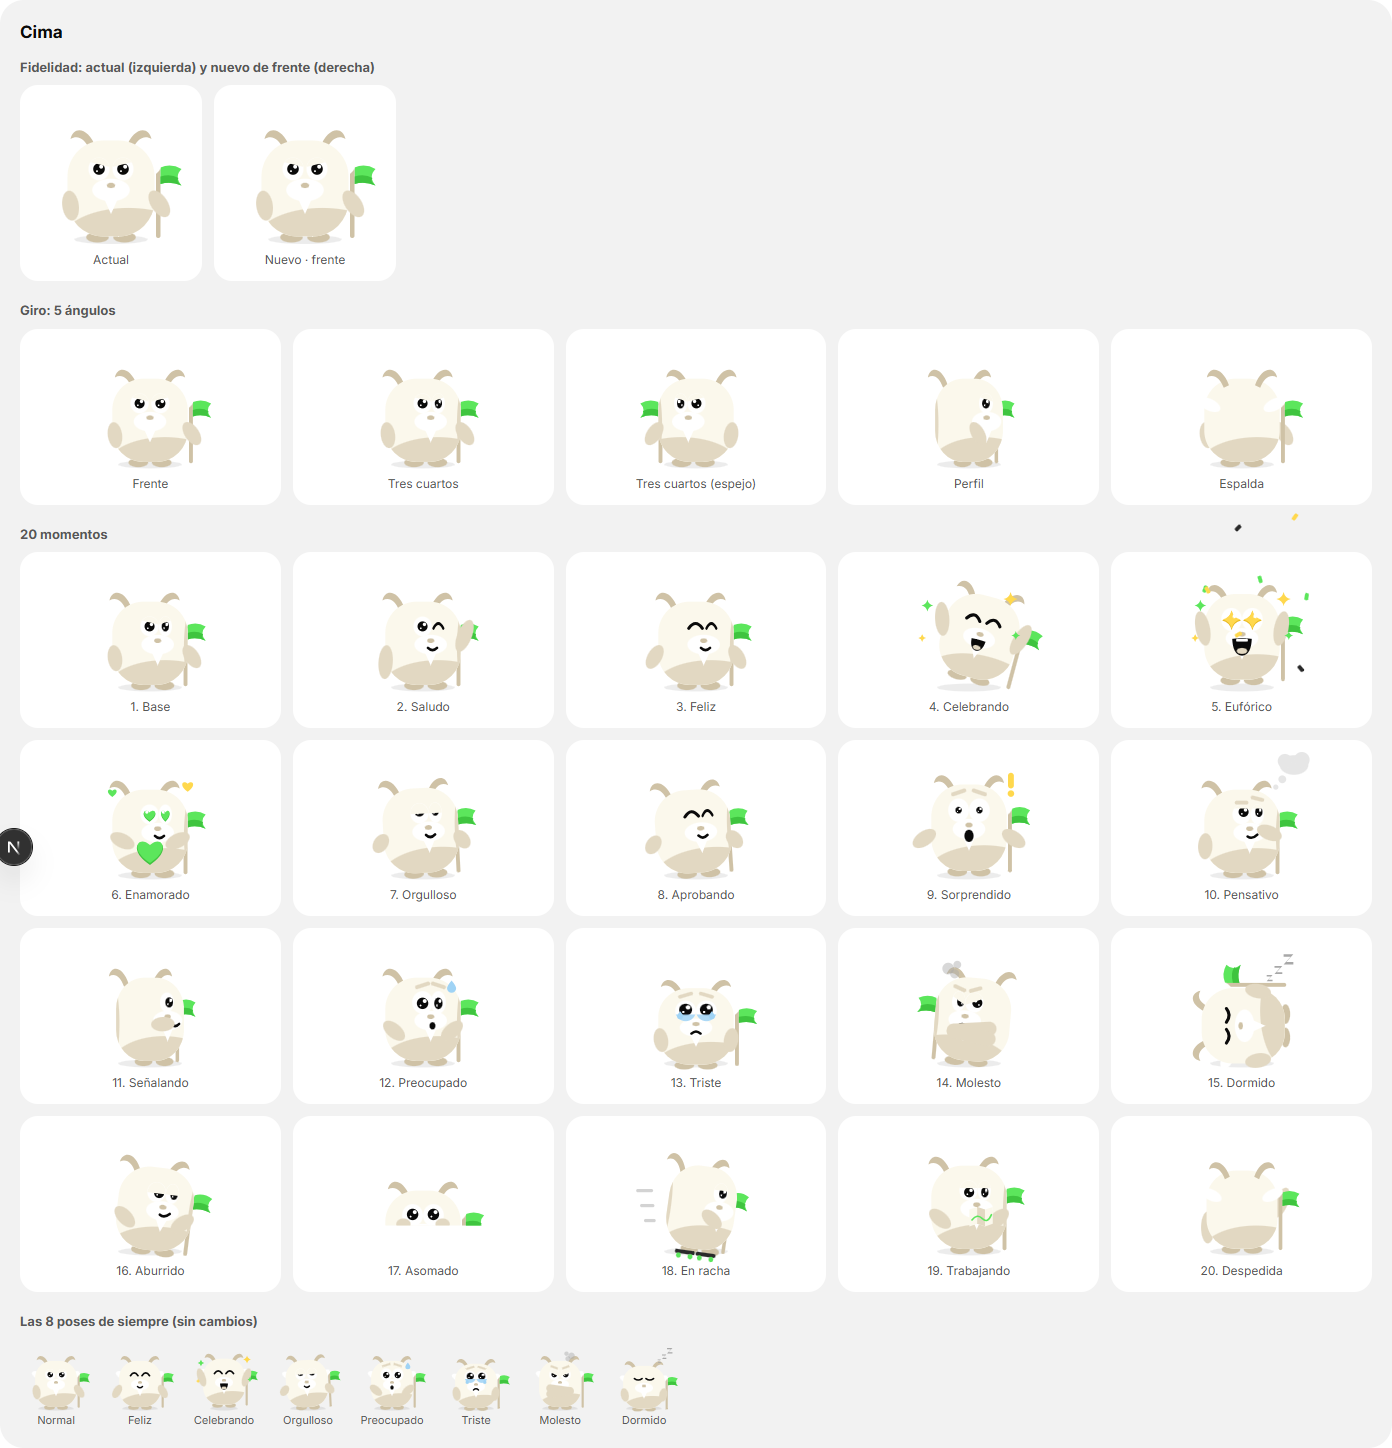 Cima
Fidelidad: actual (izquierda) y nuevo de frente (derecha)
Actual
Nuevo · frente
Giro: 5 ángulos
Frente
Tres cuartos
Tres cuartos (espejo)
Perfil
Espalda
20 momentos
1. Base
2. Saludo
3. Feliz
4. Celebrando
5. Eufórico
6. Enamorado
7. Orgulloso
8. Aprobando
9. Sorprendido
10. Pensativo
11. Señalando
12. Preocupado
13. Triste
14. Molesto
15. Dormido
16. Aburrido
17. Asomado
18. En racha
19. Trabajando
20. Despedida
Las 8 poses de siempre (sin cambios)
Normal
Feliz
Celebrando
Orgulloso
Preocupado
Triste
Molesto
Dormido